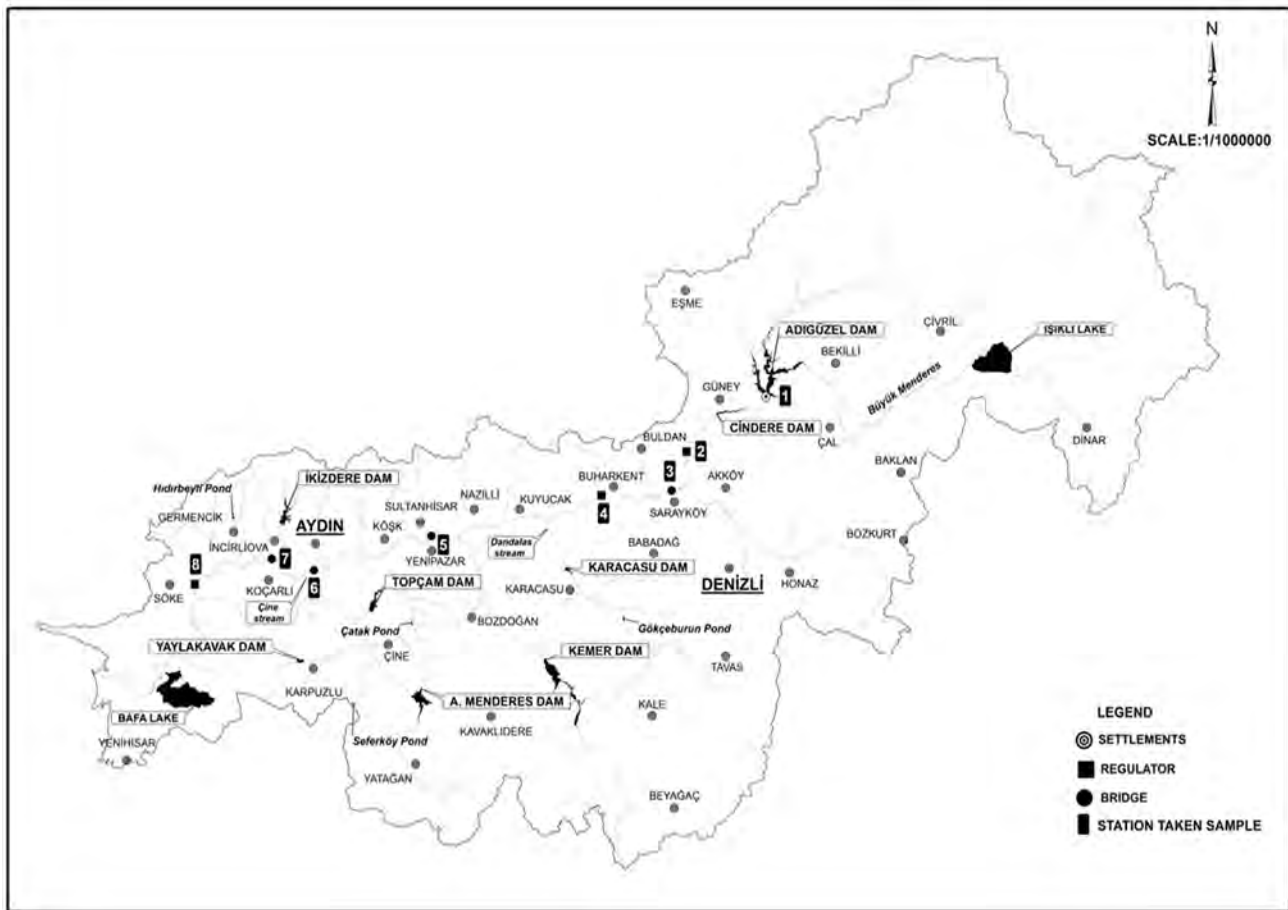 N
SCALE:1/1000000
EŞME
ADIGÜZEL DAM
ÇİVRİL
IŞIKLI LAKE
BEKİLLİ
Büyük Menderes
GÜNEY
1
CİNDERE DAM
ÇAL
DİNAR
BULDAN
2
BAKLAN
3
BUHARKENT
AKKÖY
4
SARAYKÖY
İKİZDERE DAM
Hıdırbeyli Pond
NAZİLLİ
KUYUCAK
SULTANHİSAR
GERMENCİK
AYDIN
KÖŞK
Dandalas
stream
BOZKURT
İNCİRLİOVA
5
YENİPAZAR
BABADAĞ
7
8
6
KOÇARLI
SÖKE
TOPÇAM DAM
KARACASU DAM
KARACASU
DENİZLİ
HONAZ
Çine
stream
BOZDOĞAN
Çatak Pond
Gökçeburun Pond
YAYLAKAVAK DAM
ÇİNE
KEMER DAM
TAVAS
KARPUZLU
A. MENDERES DAM
BAFA LAKE
KAVAKLIDERE
KALE
YENİHİSAR
Seferköy Pond
YATAĞAN
BEYAĞAÇ
LEGEND
SETTLEMENTS
REGULATOR
BRIDGE
STATION TAKEN SAMPLE